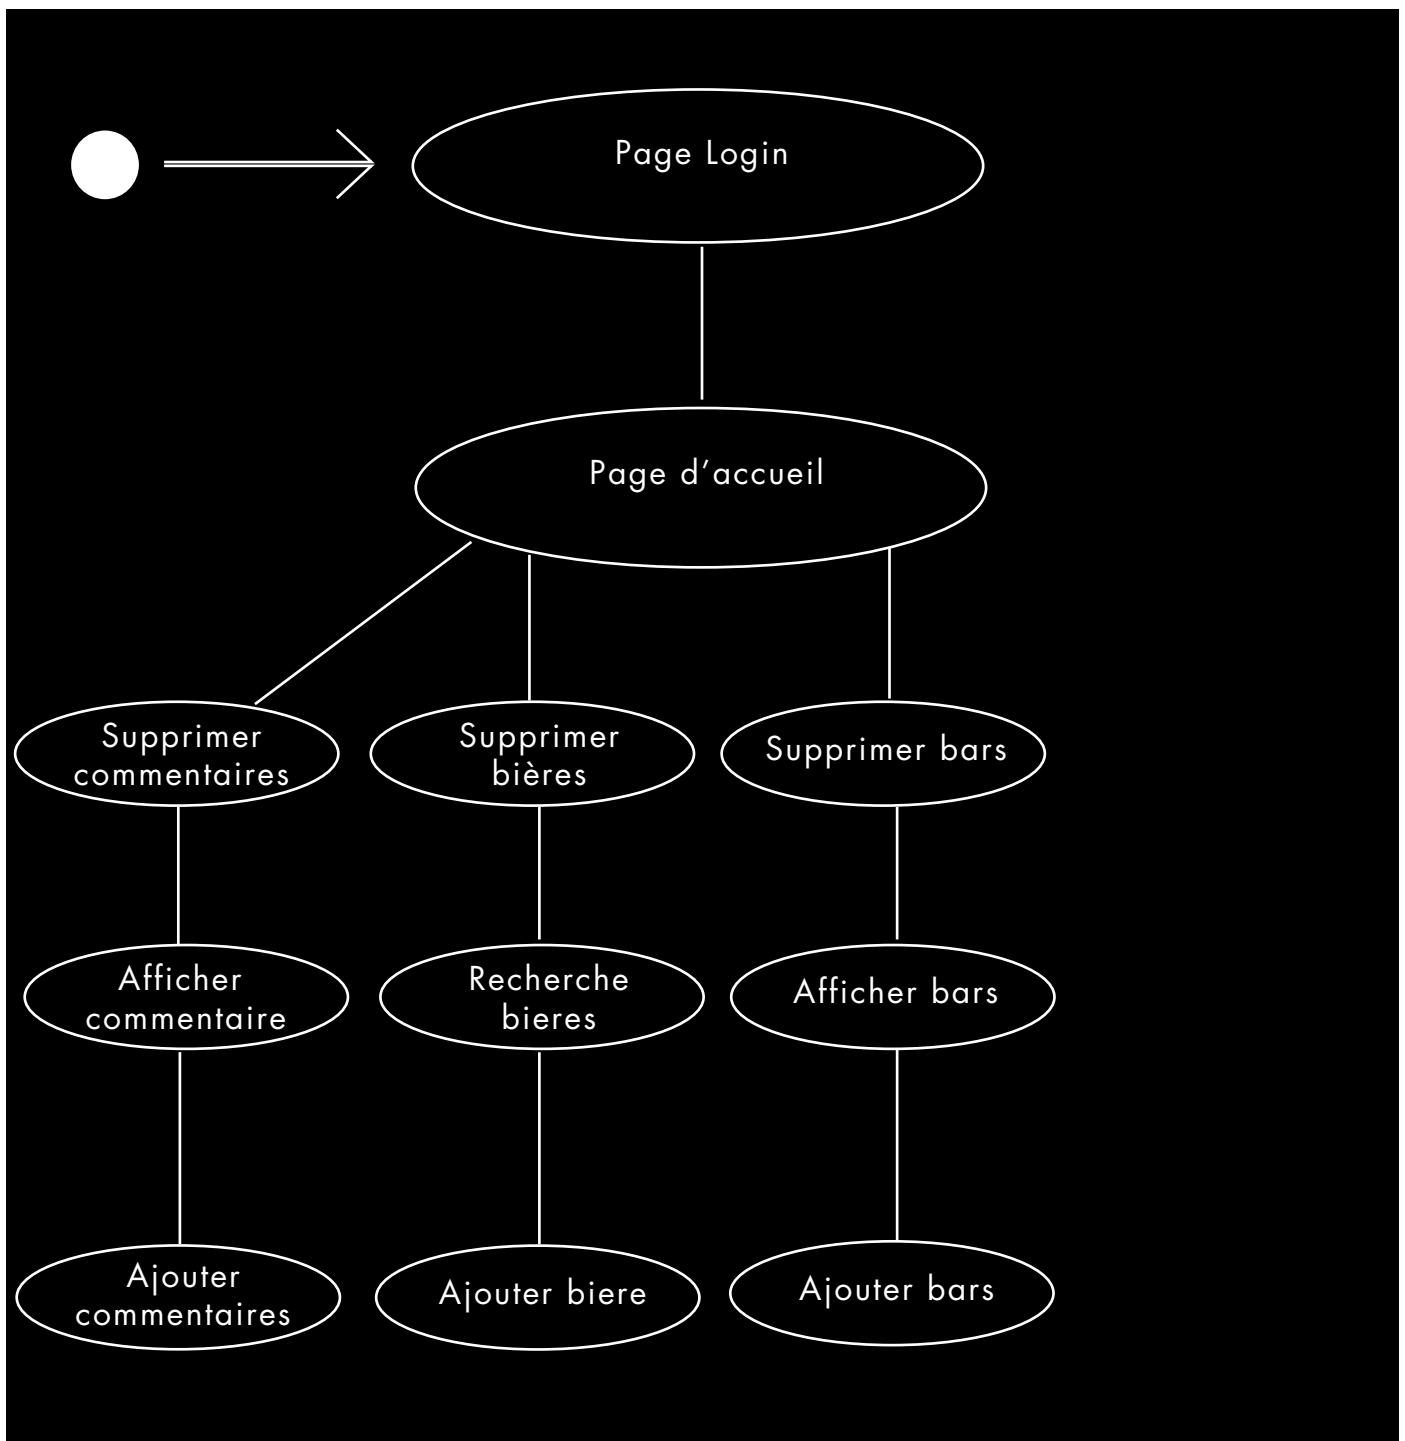 Page Login
Page d’accueil
Supprimer
commentaires
Supprimer
bières
Supprimer bars
Afficher
commentaire
Recherche
bieres
Afficher bars
Ajouter
commentaires
Ajouter biere
Ajouter bars